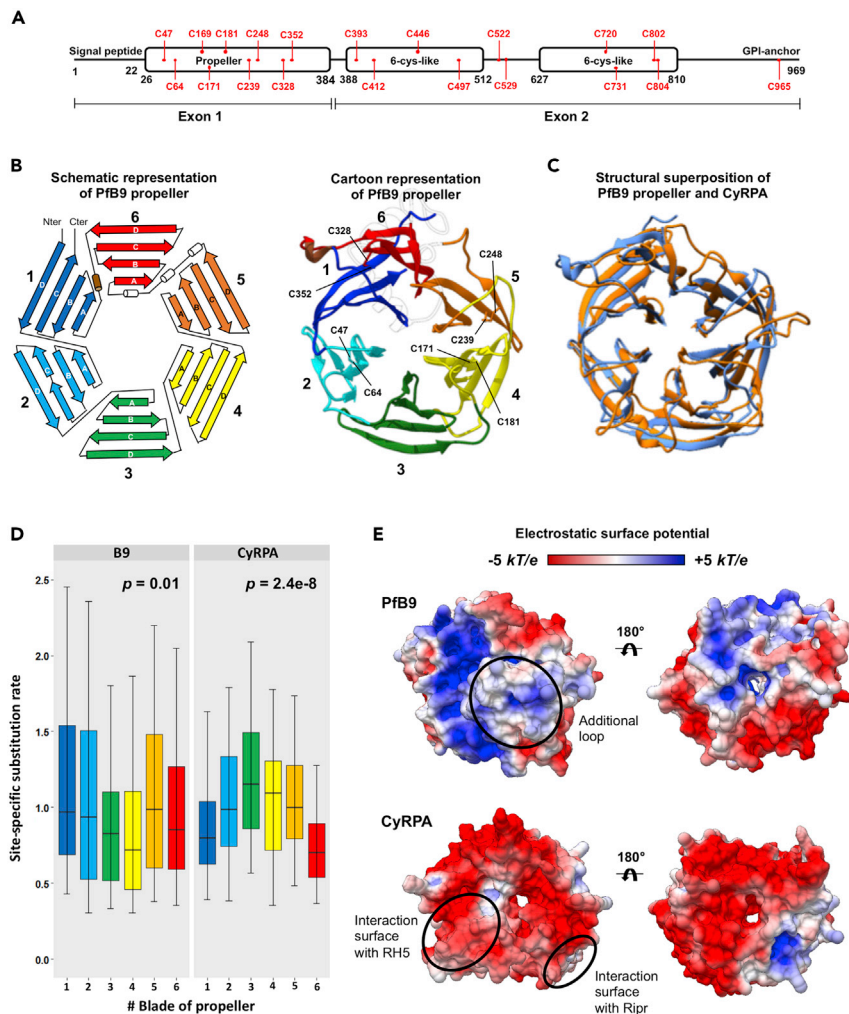 A
C47 C169 C181 C248 C352 C393 C446 C522 C720 C802
Signal peptide Propeller 6-cys-like 6-cys-like GPI-anchor
1 22 26 384 388 512 627 810 969
C64 C171 C239 C328 C412 C497 C529 C731 C804 C965
Exon 1 Exon 2
B
Schematic representation
of PfB9 propeller
Nter Cter
6
D
C
B
A
1
D
C
B
A
5
A
B
C
D
2
D
C
B
A
4
A
B
C
D
A
B
C
D
3
Cartoon representation
of PfB9 propeller
6
C328
C248
1
5
C352
C47
C171
C239
2
C64
4
C181
3
C
Structural superposition of
PfB9 propeller and CyRPA
D
B9 CyRPA
p = 0.01 p = 2.4e-8
Site-specific substitution rate
2.5
2.0
1.5
1.0
0.5
0.0
1 2 3 4 5 6 1 2 3 4 5 6
# Blade of propeller
E
Electrostatic surface potential
-5 kT/e +5 kT/e
PfB9
180°
Additional
loop
CyRPA
180°
Interaction
surface
with RH5
Interaction
surface
with Ripr